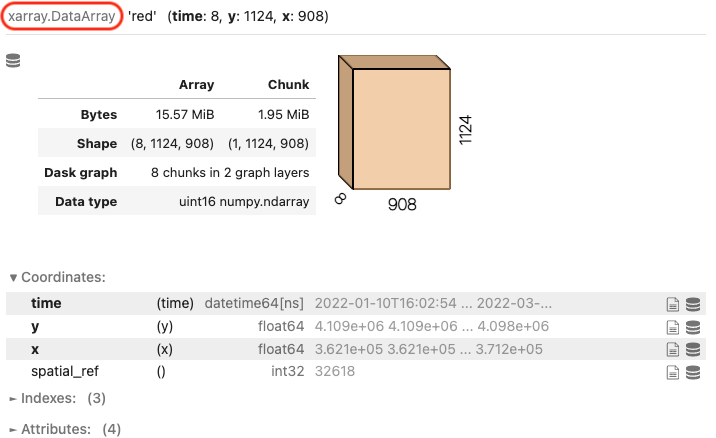 xarray.DataArray 'red' (time: 8, y: 1124, x: 908)
Array Chunk
Bytes 15.57 MiB 1.95 MiB
Shape (8, 1124, 908) (1, 1124, 908)
Dask graph 8 chunks in 2 graph layers
Data type uint16 numpy.ndarray
1124
8
908
▼ Coordinates:
time (time) datetime64[ns] 2022-01-10T16:02:54 ... 2022-03-...
y (y) float64 4.109e+06 4.109e+06 ... 4.098e+06
x (x) float64 3.621e+05 3.621e+05 ... 3.712e+05
spatial_ref () int32 32618
► Indexes: (3)
► Attributes: (4)